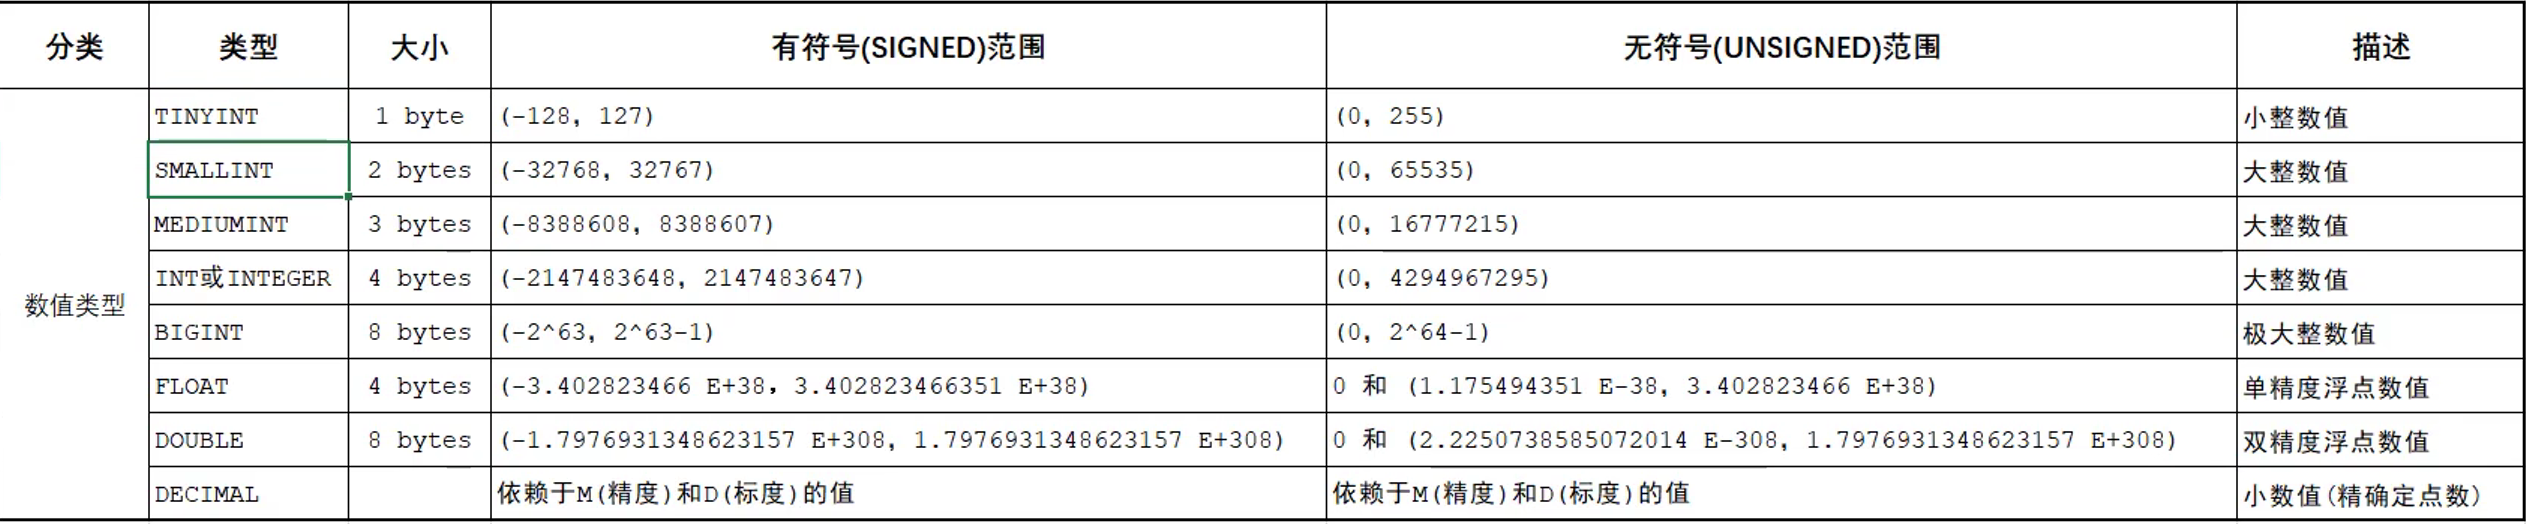 分类 类型 大小 有符号(SIGNED)范围 无符号(UNSIGNED)范围 描述
数值类型
TINYINT 1 byte (-128, 127) (0, 255) 小整数值
SMALLINT 2 bytes (-32768, 32767) (0, 65535) 大整数值
MEDIUMINT 3 bytes (-8388608, 8388607) (0, 16777215) 大整数值
INT或INTEGER 4 bytes (-2147483648, 2147483647) (0, 4294967295) 大整数值
BIGINT 8 bytes (-2^63, 2^63-1) (0, 2^64-1) 极大整数值
FLOAT 4 bytes (-3.402823466 E+38, 3.402823466351 E+38) 0 和 (1.175494351 E-38, 3.402823466 E+38) 单精度浮点数值
DOUBLE 8 bytes (-1.7976931348623157 E+308, 1.7976931348623157 E+308) 0 和 (2.2250738585072014 E-308, 1.7976931348623157 E+308) 双精度浮点数值
DECIMAL 依赖于M(精度)和D(标度)的值 依赖于M(精度)和D(标度)的值 小数值(精确定点数)